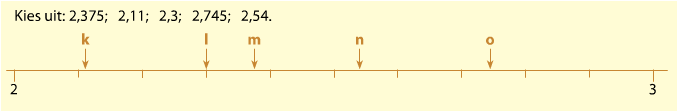 Kies uit: 2,375; 2,11; 2,3; 2,745; 2,54.
k l m n o
2 3